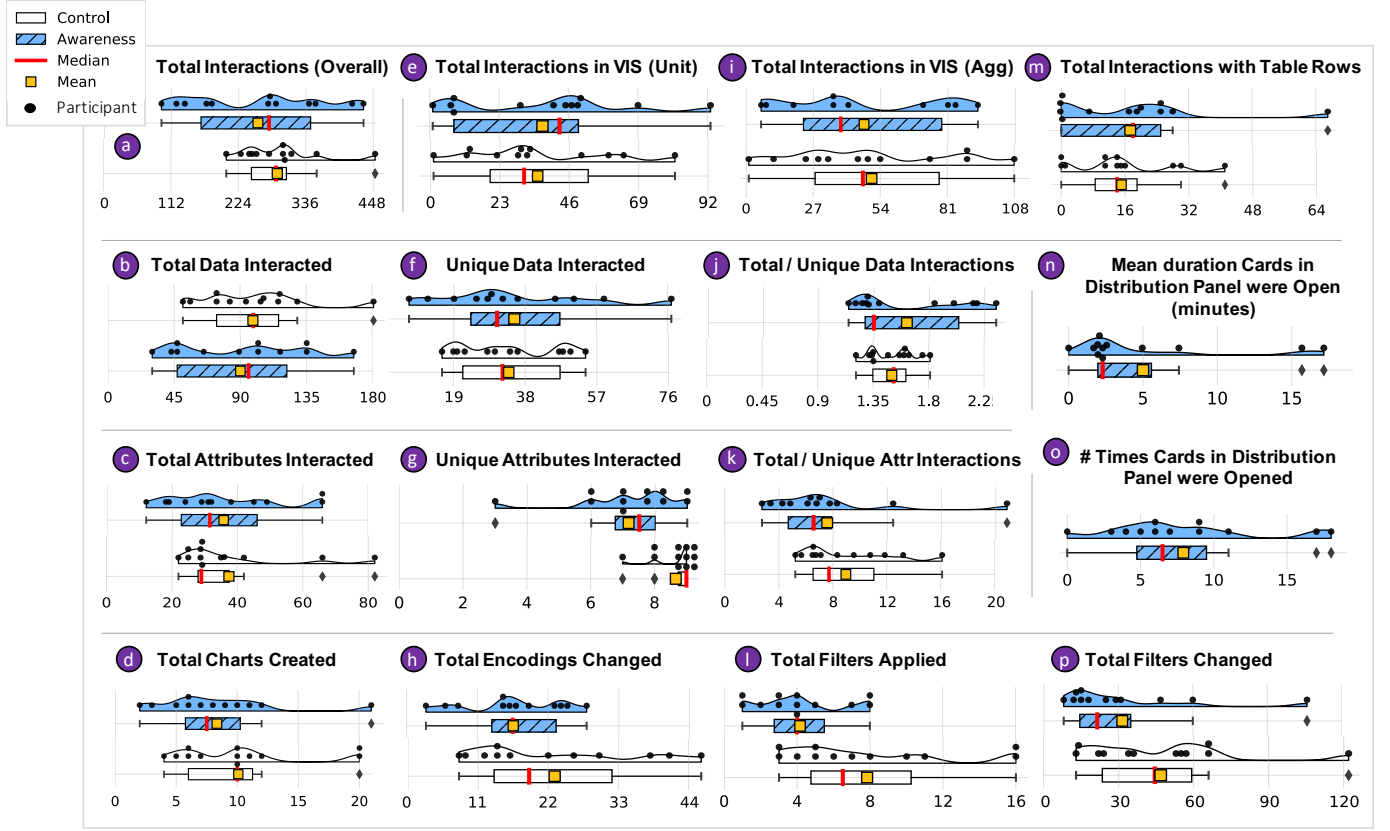 Control
Awareness
Median
Mean
Participant
a
Total Interactions (Overall)
0 112 224 336 448
e
Total Interactions in VIS (Unit)
0 23 46 69 92
i
Total Interactions in VIS (Agg)
0 27 54 81 108
m
Total Interactions with Table Rows
0 16 32 48 64
b
Total Data Interacted
0 45 90 135 180
f
Unique Data Interacted
19 38 57 76
j
Total / Unique Data Interactions
0 0.45 0.9 1.35 1.8 2.2
n
Mean duration Cards in
Distribution Panel were Open
(minutes)
0 5 10 15
c
Total Attributes Interacted
0 20 40 60 80
g
Unique Attributes Interacted
0 2 4 6 8
k
Total / Unique Attr Interactions
0 4 8 12 16 20
o
# Times Cards in Distribution
Panel were Opened
0 5 10 15
d
Total Charts Created
0 5 10 15 20
h
Total Encodings Changed
0 11 22 33 44
l
Total Filters Applied
0 4 8 12 16
p
Total Filters Changed
0 30 60 90 120